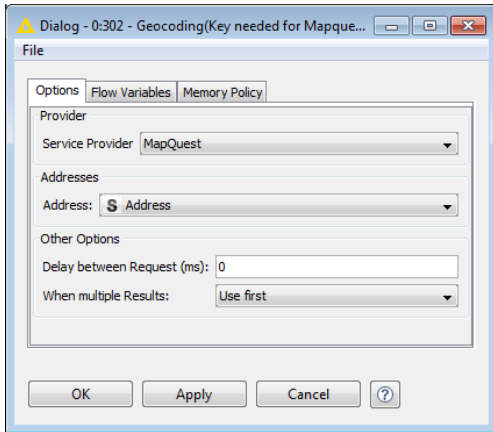 Dialog - 0:302 - Geocoding(Key needed for Mapque...
File
Options Flow Variables Memory Policy
Provider
Service Provider MapQuest
Addresses
Address: S Address
Other Options
Delay between Request (ms): 0
When multiple Results: Use first
OK Apply Cancel ?